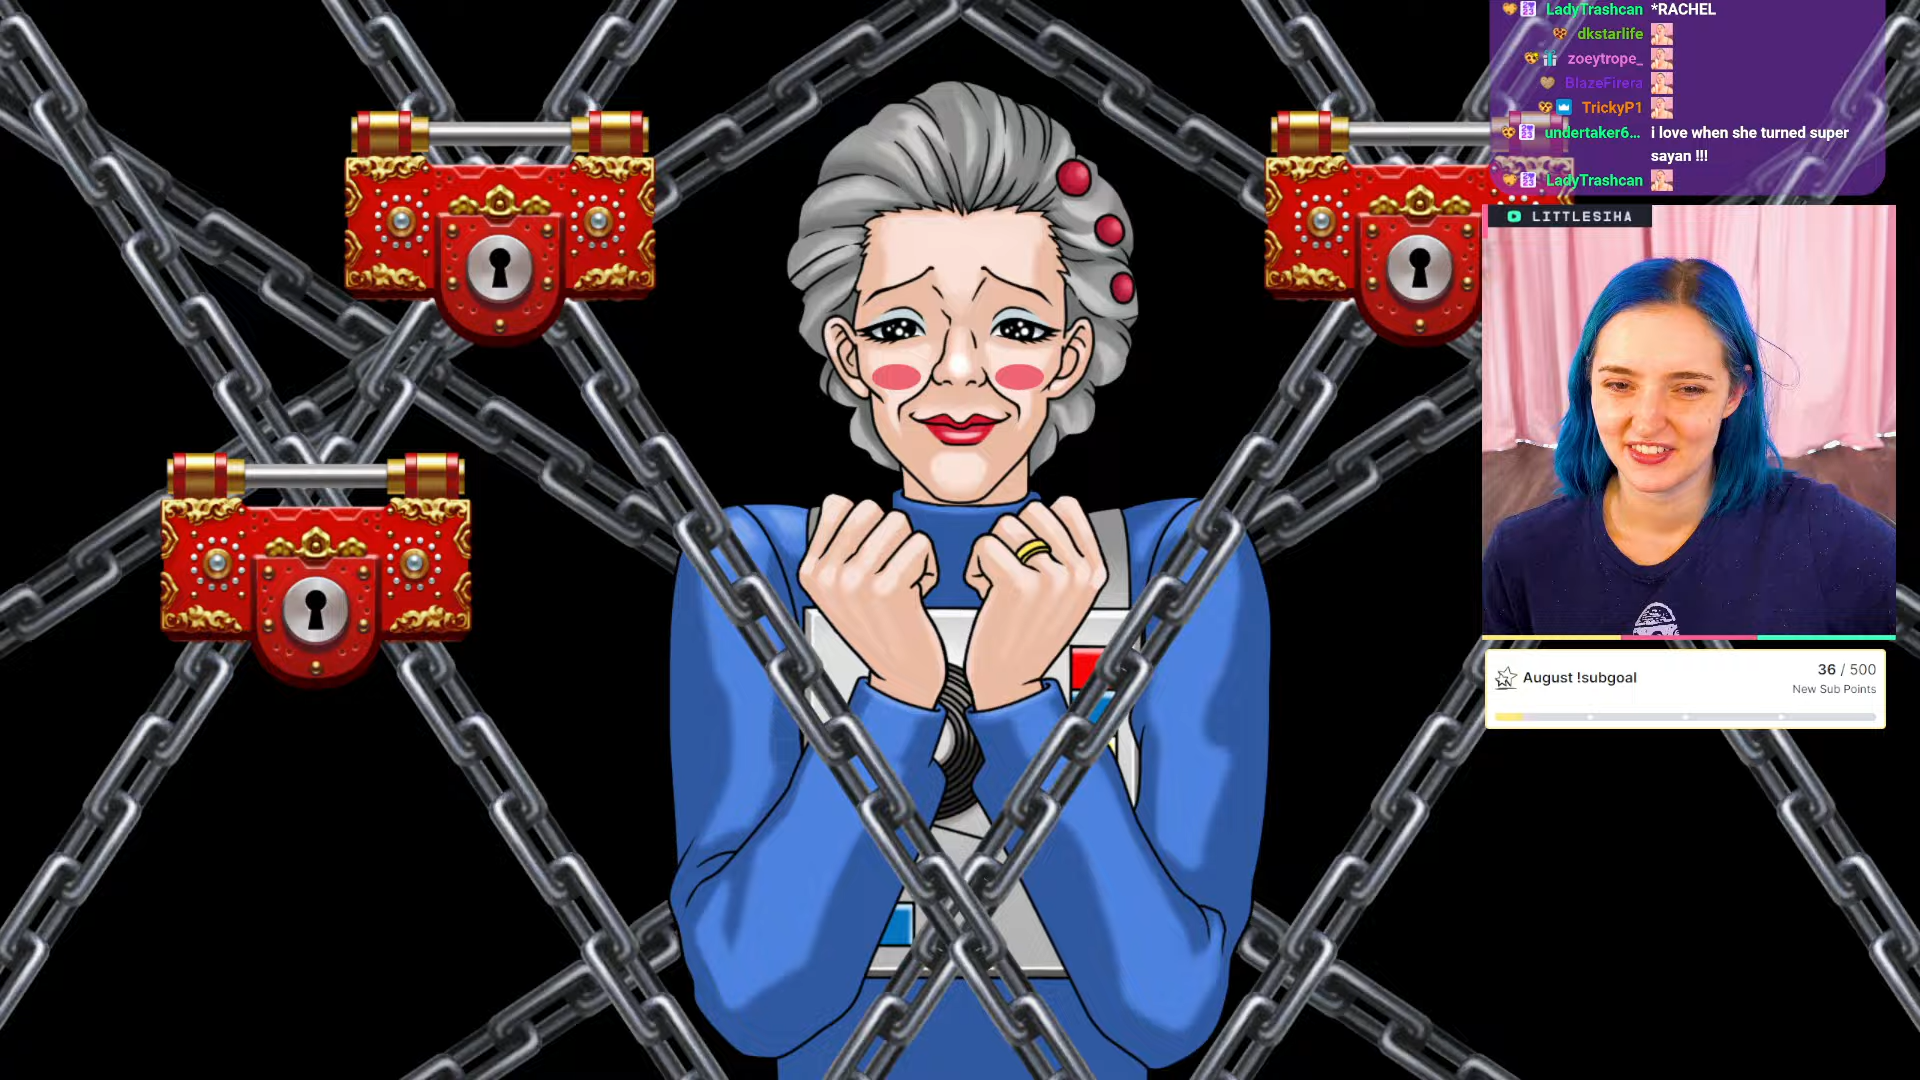 LadyTrashcan *RACHEL
dkstarlife
zoeytrope_
BlazeFirera
TrickyP1
undertaker6... i love when she turned super
sayan !!!
LadyTrashcan
LITTLESIHA
August !subgoal
36 / 500
New Sub Points